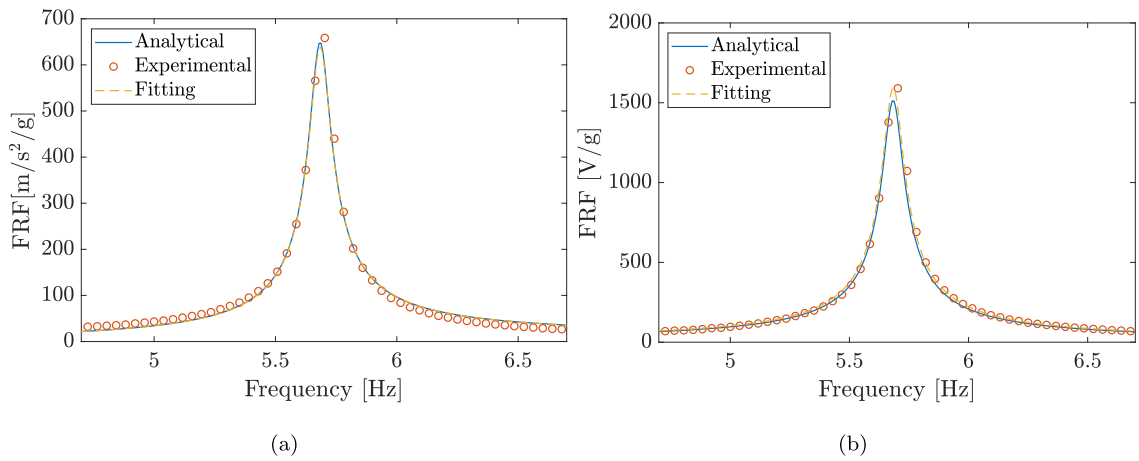 700
600
500
400
300
200
100
0
FRF[m/s²/g]
Analytical
Experimental
Fitting
5
5.5
6
6.5
Frequency [Hz]
(a)
2000
1500
1000
500
0
FRF [V/g]
Analytical
Experimental
Fitting
5
5.5
6
6.5
Frequency [Hz]
(b)